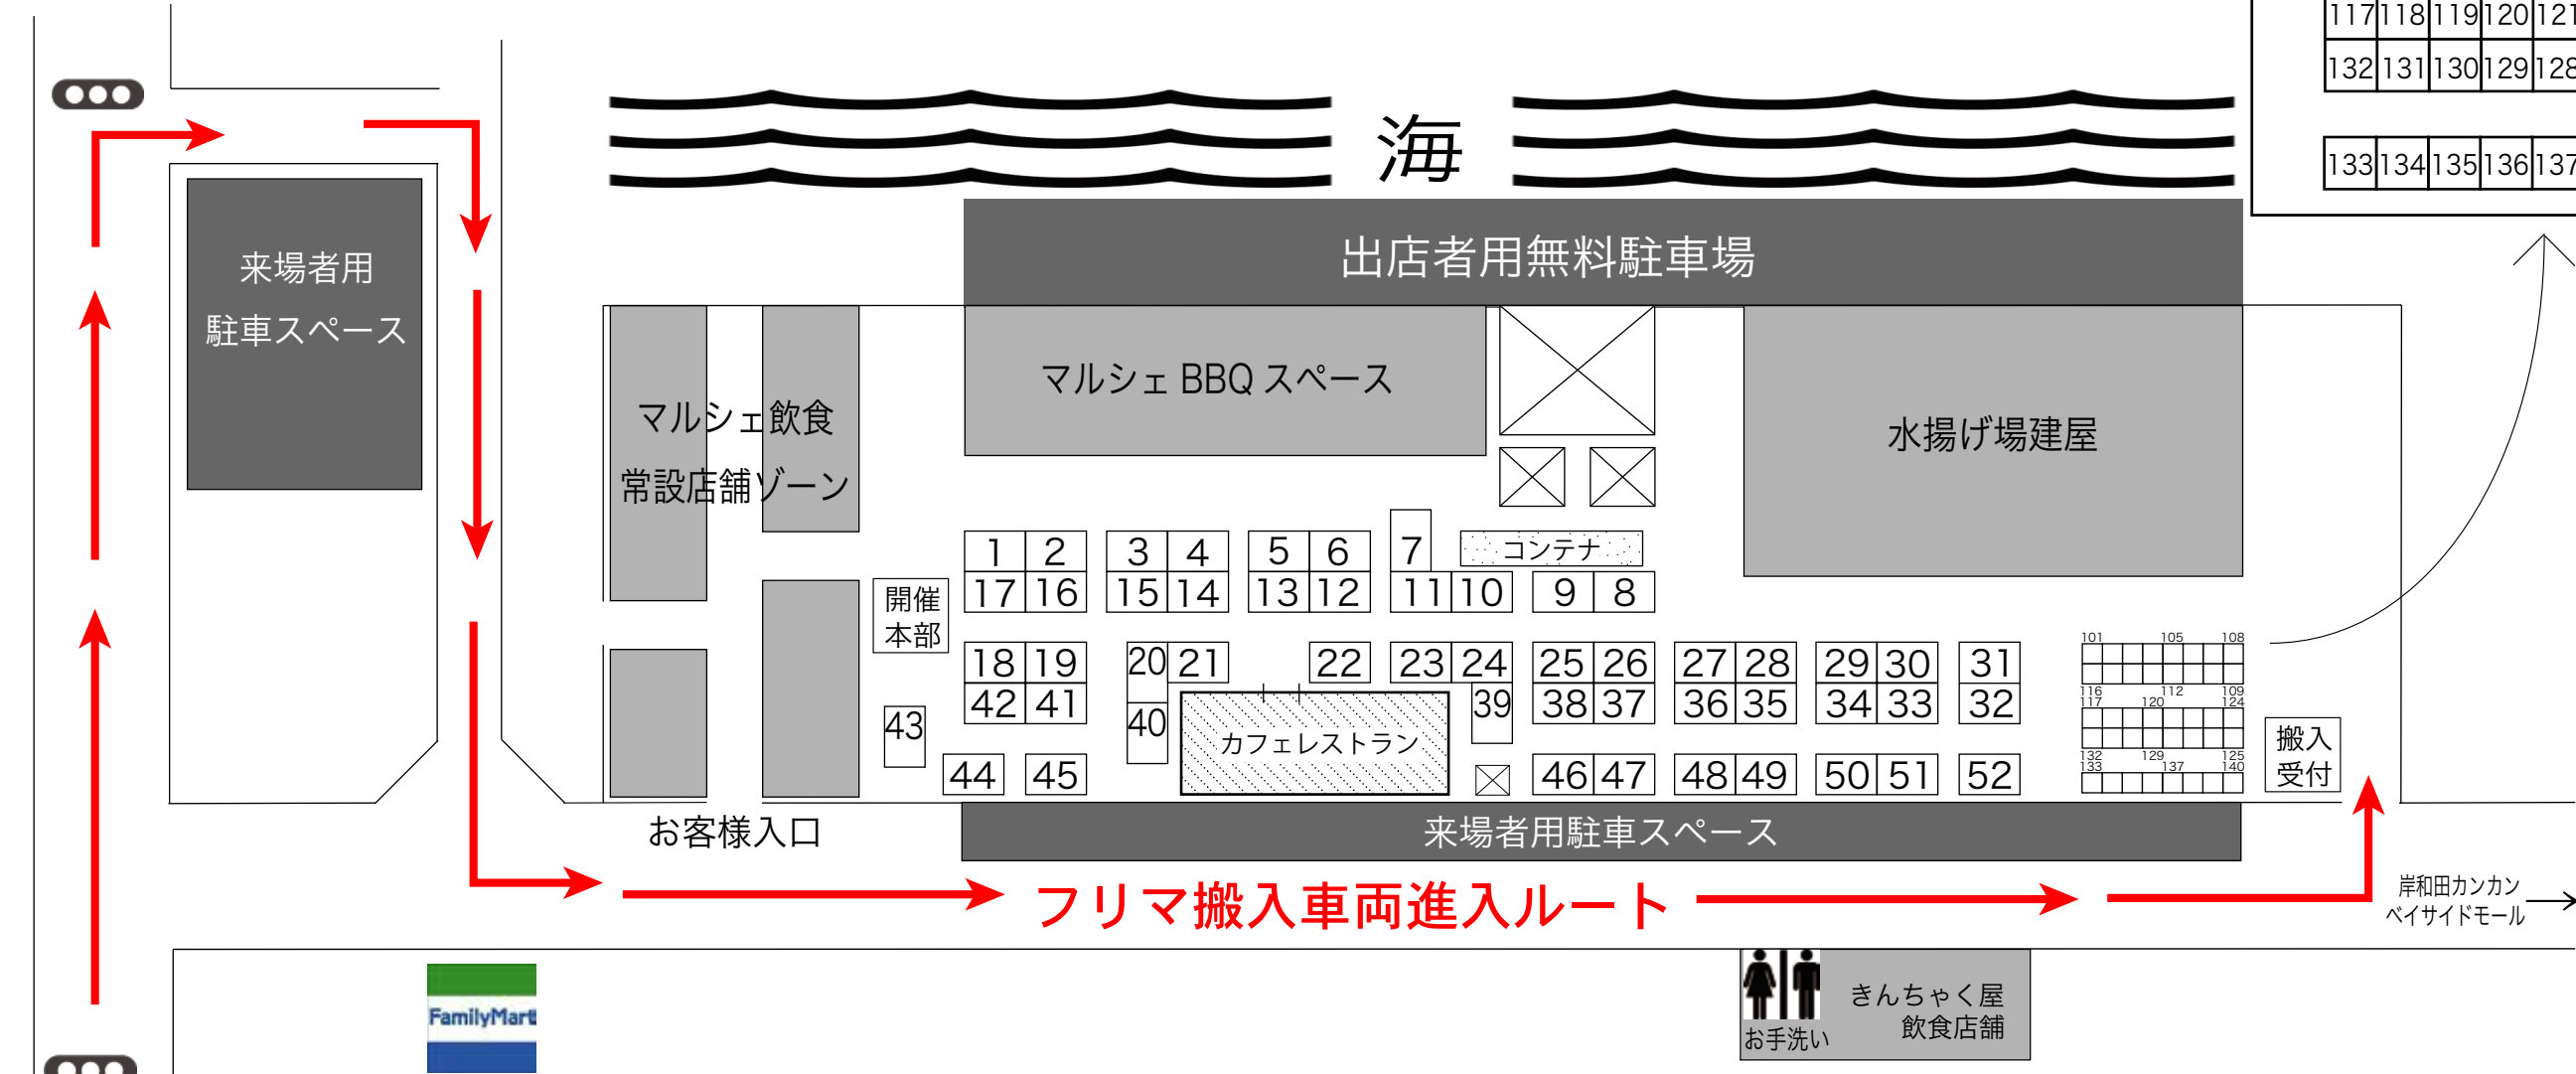 117 118 119 120 121
132 131 130 129 128
133 134 135 136 137
海
出店者用無料駐車場
来場者用
駐車スペース
マルシェ BBQ スペース
マルシェ飲食
常設店舗ゾーン
水揚げ場建屋
1 2 3 4 5 6 7
コンテナ
17 16 15 14 13 12 11 10 9 8
開催
本部
18 19 20 21 22 23 24 25 26 27 28 29 30 31
42 41 40 39 38 37 36 35 34 33 32
43
カフェレストラン
44 45 46 47 48 49 50 51 52
101 105 108
116 112 109
117 120 124
132 129 125
133 137 140
搬入
受付
お客様入口
来場者用駐車スペース
フリマ搬入車両進入ルート
岸和田カンカン
ベイサイドモール
FamilyMart
お手洗い
きんちゃく屋
飲食店舗